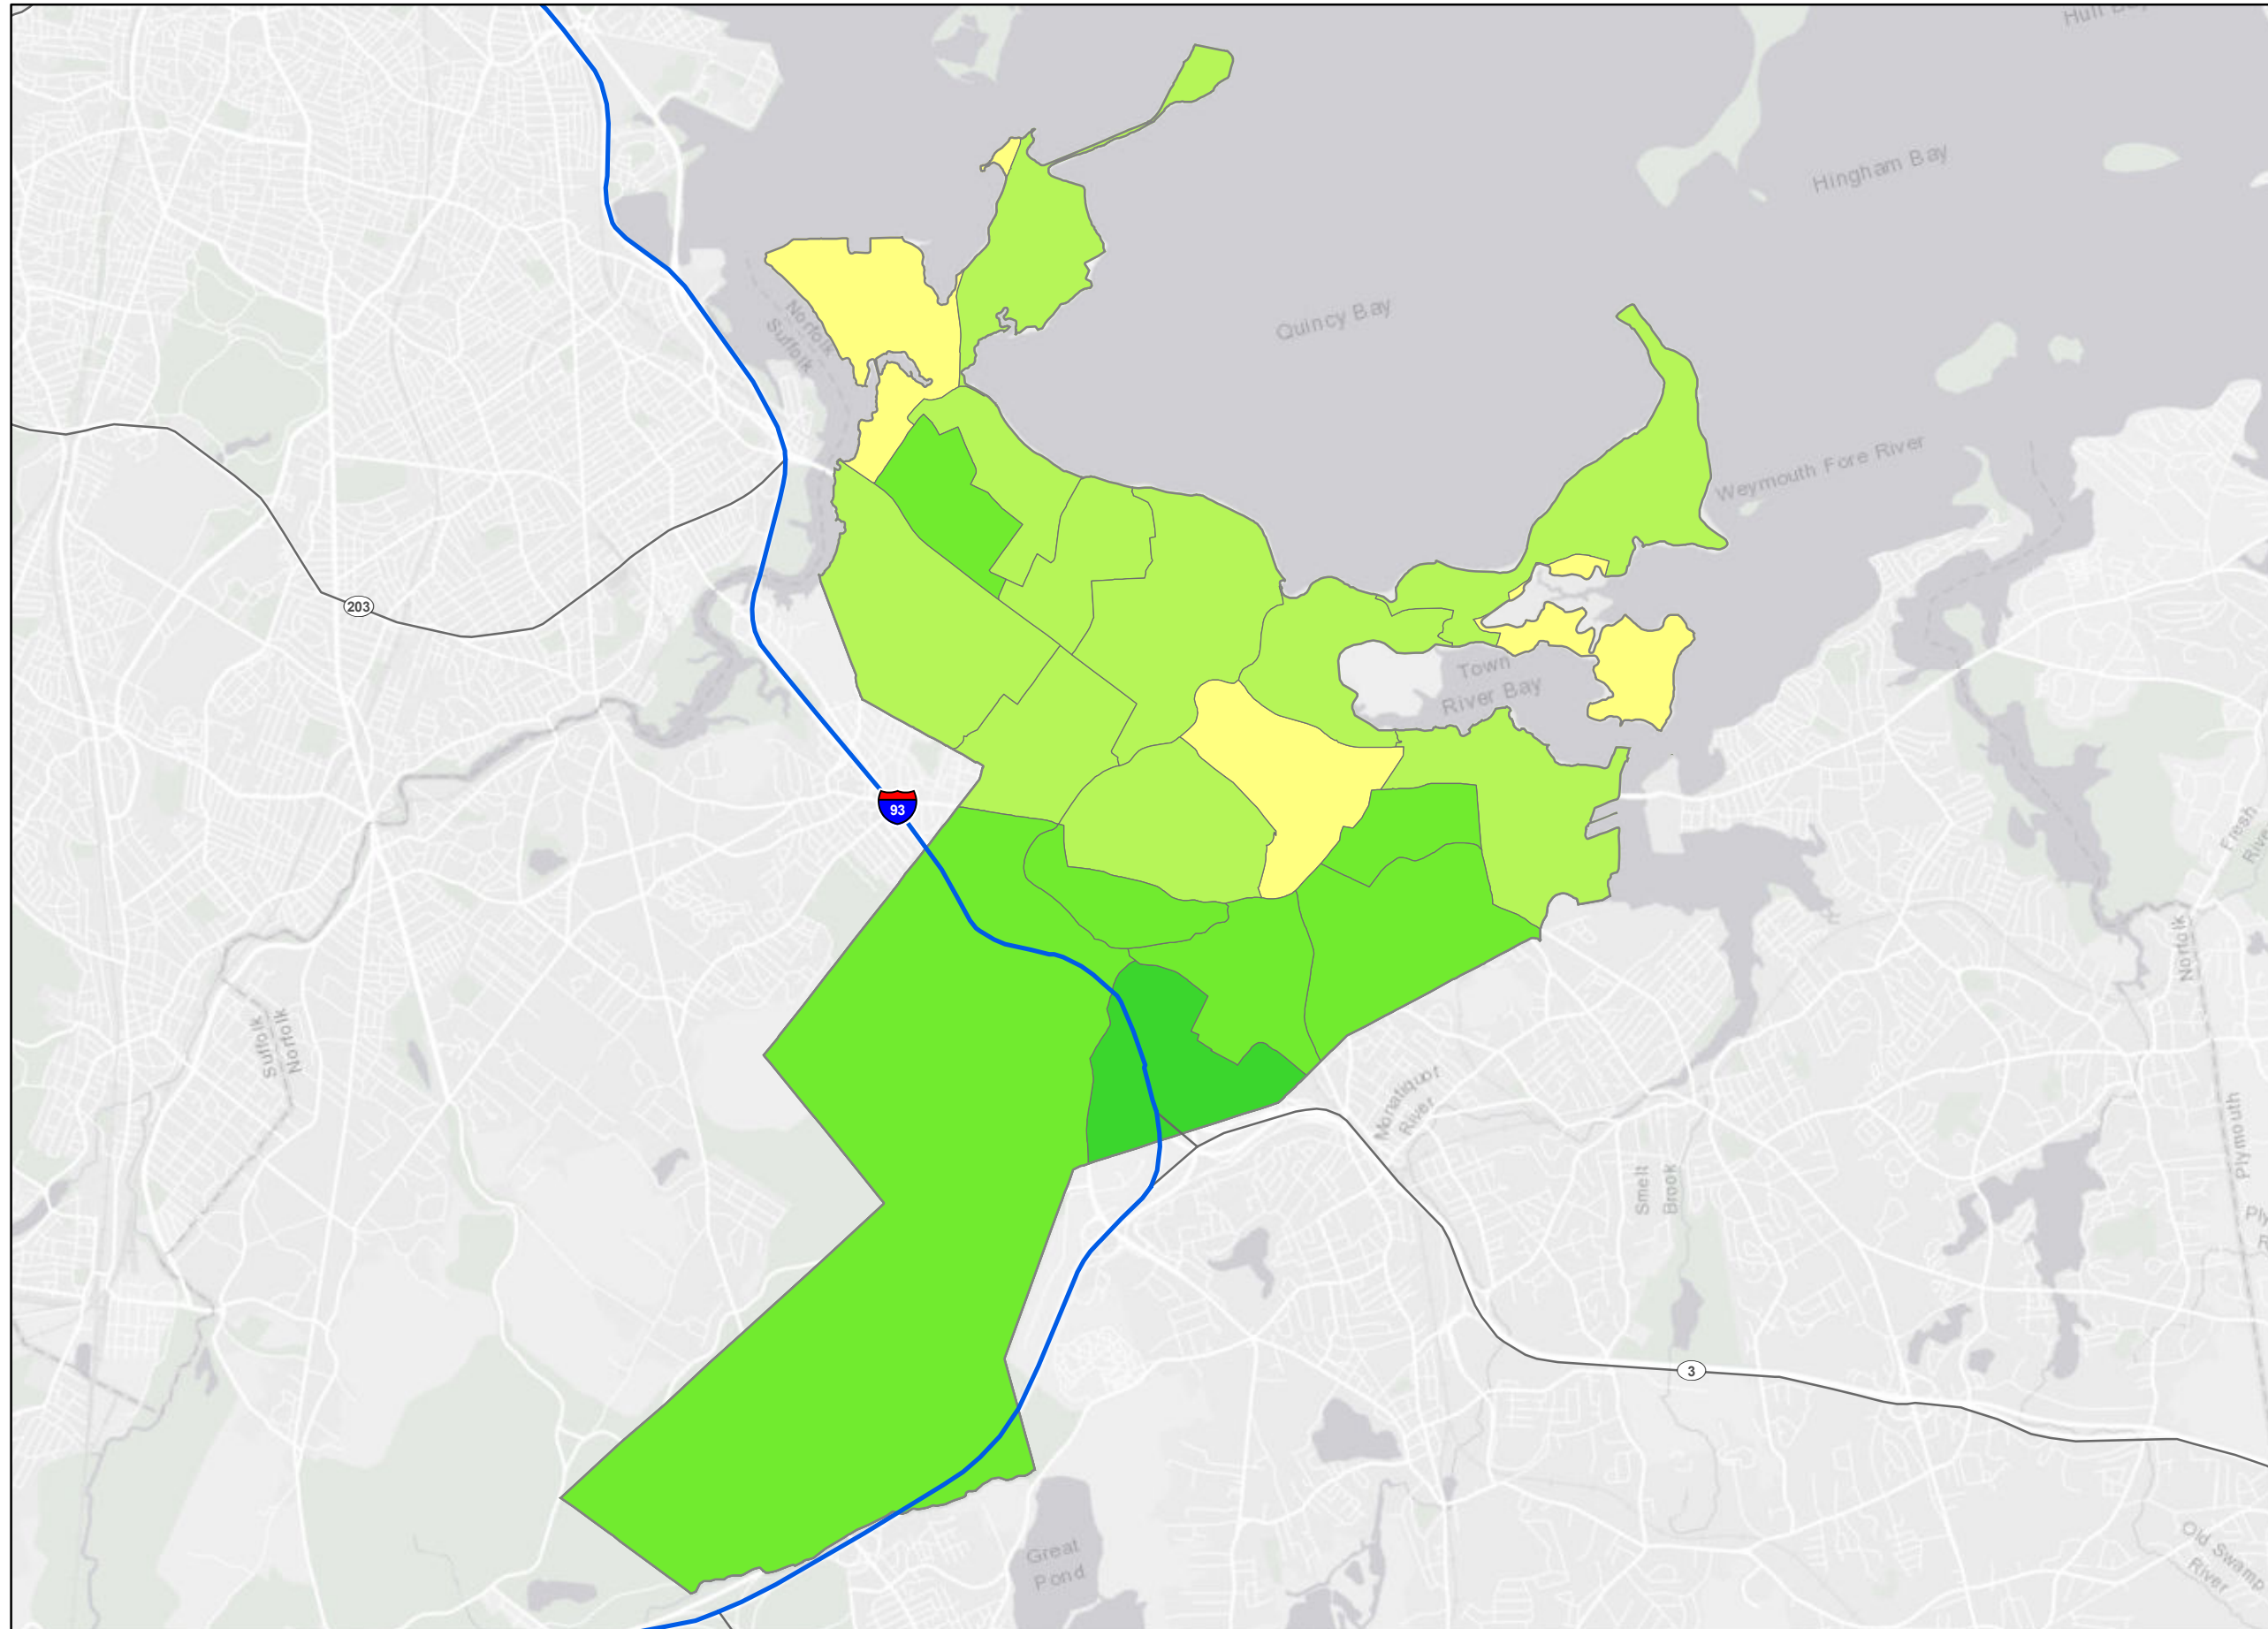 Hull Bay
Hingham Bay
Norfolk
Suffolk
Quincy Bay
Weymouth Fore River
203
Town
River Bay
93
Fresh
Norfolk
Suffolk
Norfolk
Monatiquot
River
Smelt
Brook
Plymouth
3
Great
Pond
Old Swamp
River